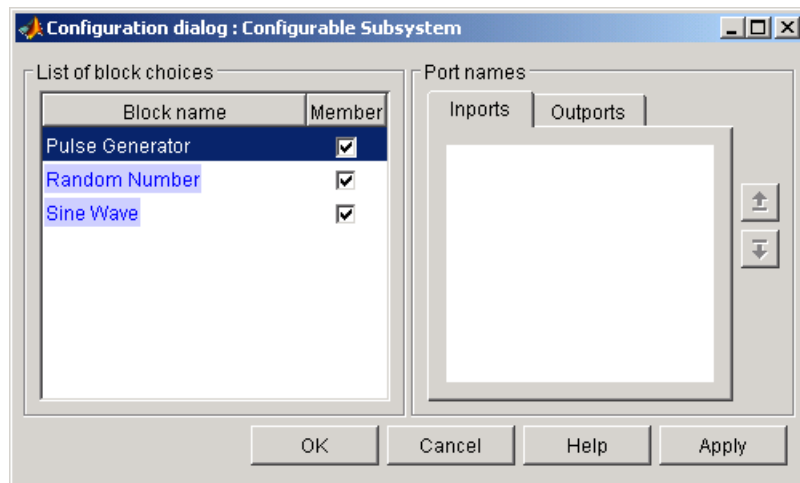 Configuration dialog : Configurable Subsystem
List of block choices
Port names
Block name Member
Inports Outports
Pulse Generator
Random Number
Sine Wave
OK Cancel Help Apply